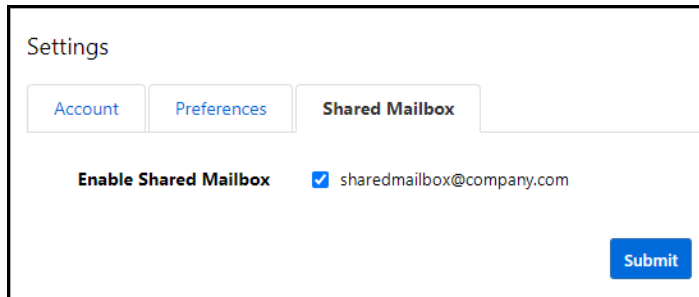 Settings
Account Preferences Shared Mailbox
Enable Shared Mailbox sharedmailbox@company.com
Submit